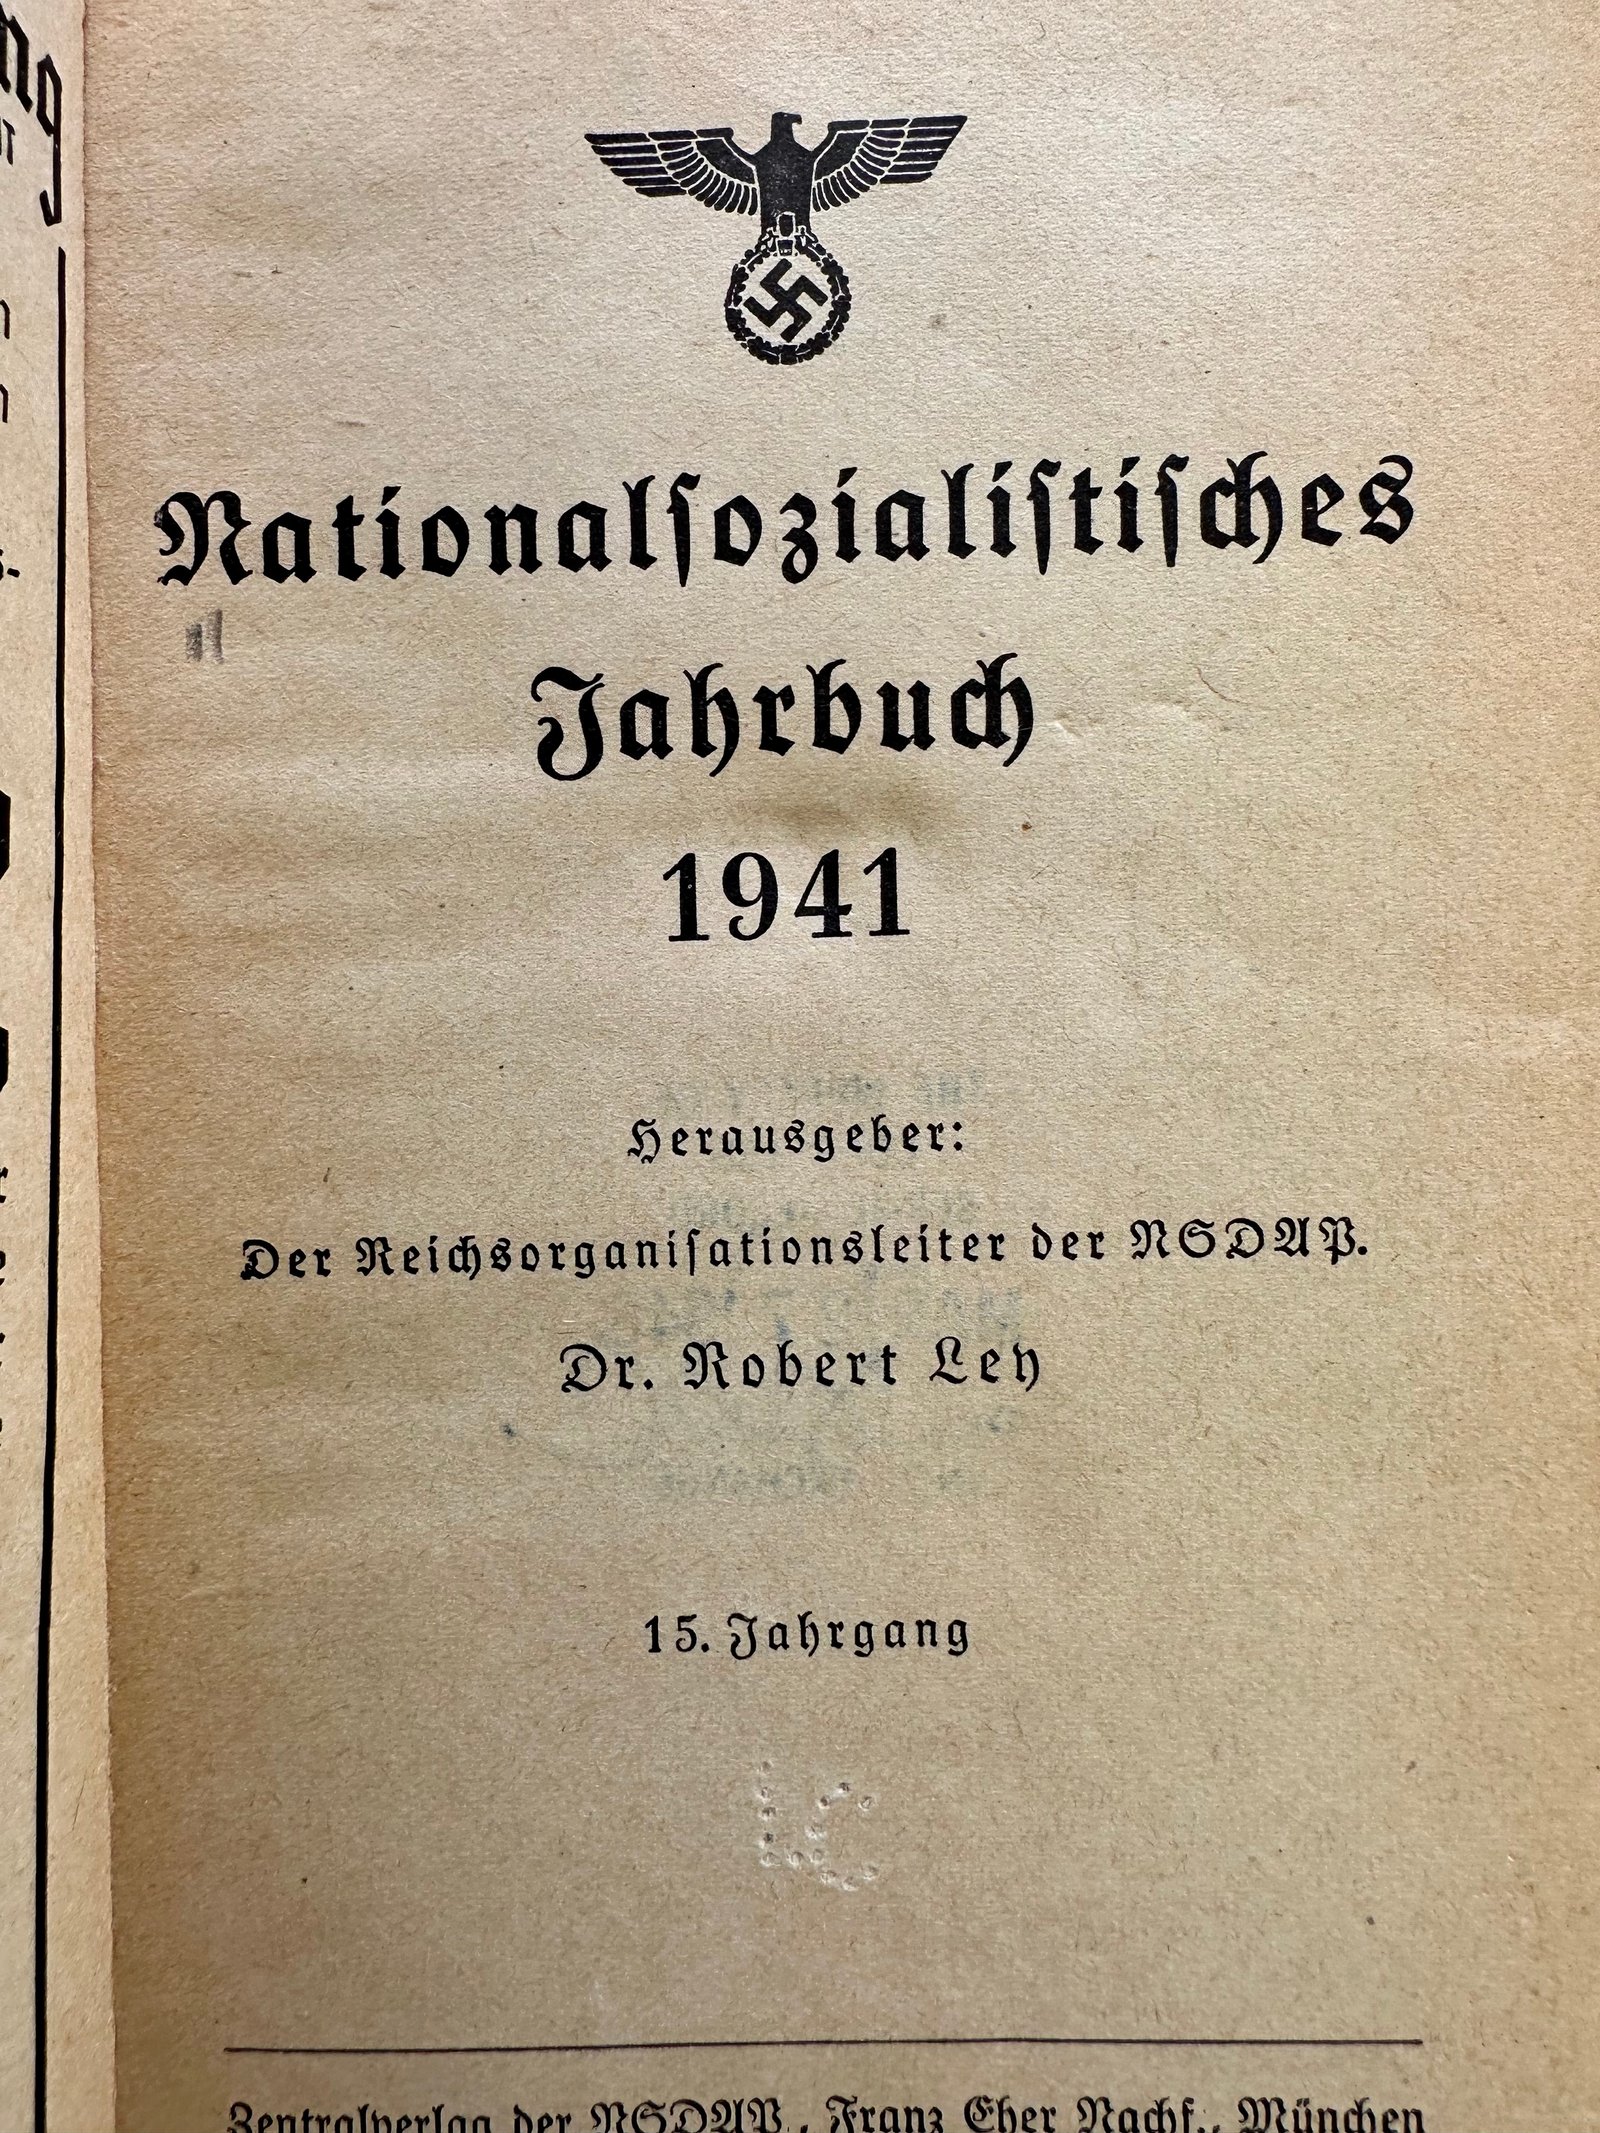 Nationalſozialiſtiſches
Jahrbuch
1941
Herausgeber:
Der Reichsorganiſationsleiter der NSDAP.
Dr. Robert Ley
15. Jahrgang
LC
Zentralverlag der NSDAP., Franz Eher Nachf., München